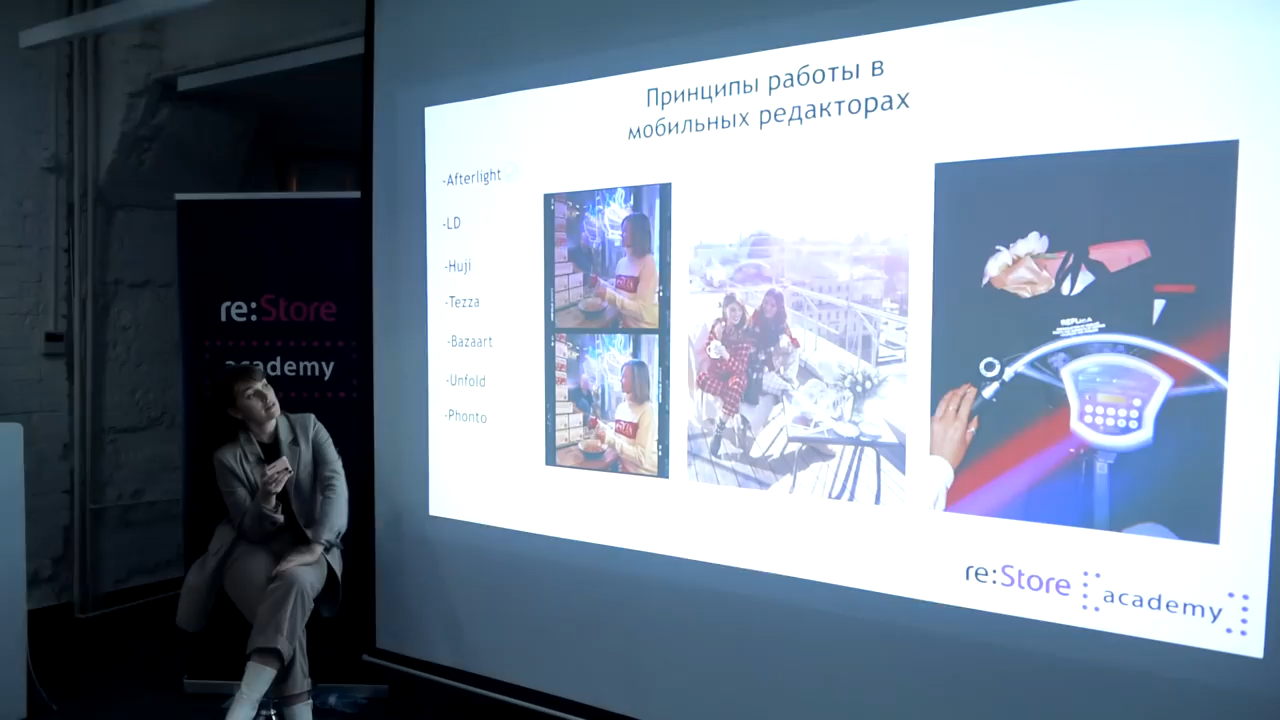 Принципы работы в
мобильных редакторах
-Afterlight
-LD
-Huji
-Tezza
-Bazaart
-Unfold
-Phonto
re:Store
academy
re:Store academy